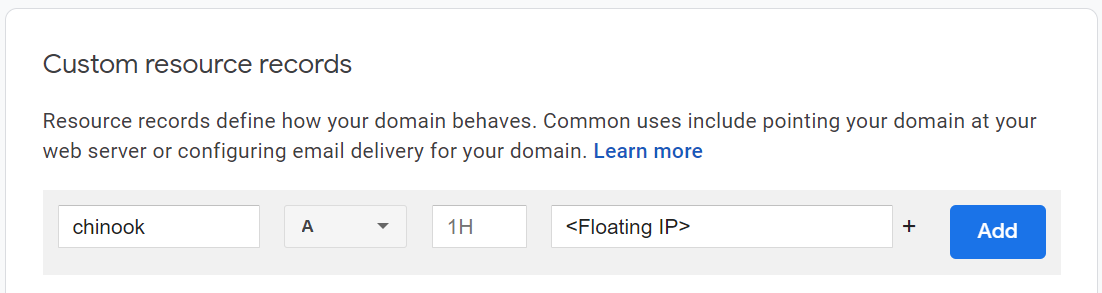 Custom resource records
Resource records define how your domain behaves. Common uses include pointing your domain at your
web server or configuring email delivery for your domain. Learn more
chinook A 1H <Floating IP> + Add